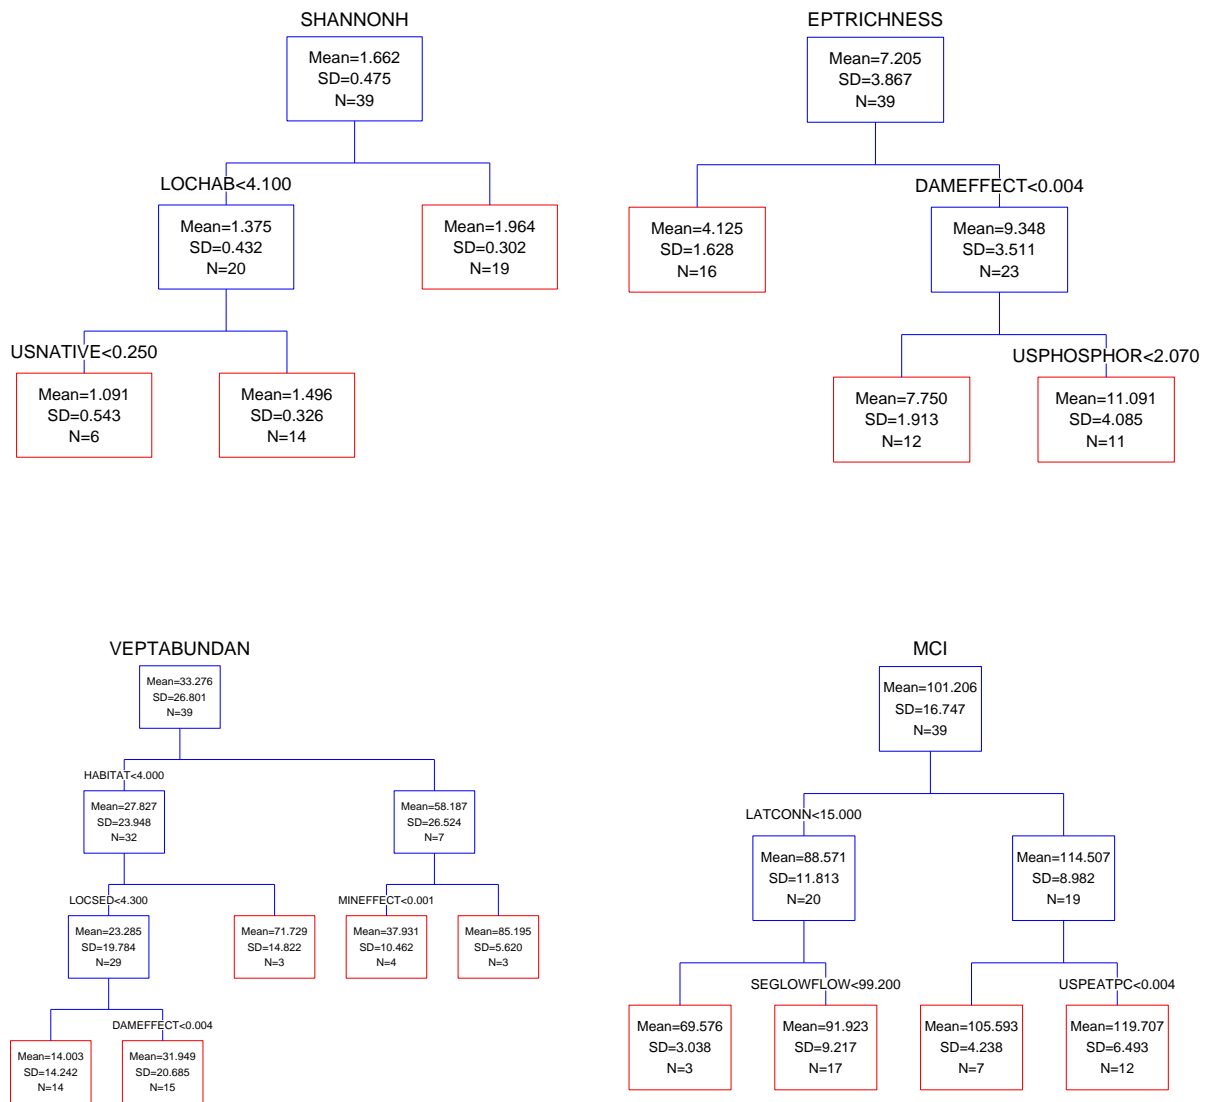 SHANNONH
Mean=1.662
SD=0.475
N=39
LOCHAB<4.100
Mean=1.375
SD=0.432
N=20
Mean=1.964
SD=0.302
N=19
USNATIVE<0.250
Mean=1.091
SD=0.543
N=6
Mean=1.496
SD=0.326
N=14
EPTRICHNESS
Mean=7.205
SD=3.867
N=39
DAMEFFECT<0.004
Mean=4.125
SD=1.628
N=16
Mean=9.348
SD=3.511
N=23
USPHOSPHOR<2.070
Mean=7.750
SD=1.913
N=12
Mean=11.091
SD=4.085
N=11
VEPTABUNDAN
Mean=33.276
SD=26.801
N=39
HABITAT<4.000
Mean=27.827
SD=23.948
N=32
Mean=58.187
SD=26.524
N=7
LOCSED<4.300
Mean=23.285
SD=19.784
N=29
Mean=71.729
SD=14.822
N=3
MINEFFECT<0.001
Mean=37.931
SD=10.462
N=4
Mean=85.195
SD=5.620
N=3
DAMEFFECT<0.004
Mean=14.003
SD=14.242
N=14
Mean=31.949
SD=20.685
N=15
MCI
Mean=101.206
SD=16.747
N=39
LATCONN<15.000
Mean=88.571
SD=11.813
N=20
Mean=114.507
SD=8.982
N=19
SEGLOWFLOW<99.200
Mean=69.576
SD=3.038
N=3
Mean=91.923
SD=9.217
N=17
USPEATPC<0.004
Mean=105.593
SD=4.238
N=7
Mean=119.707
SD=6.493
N=12